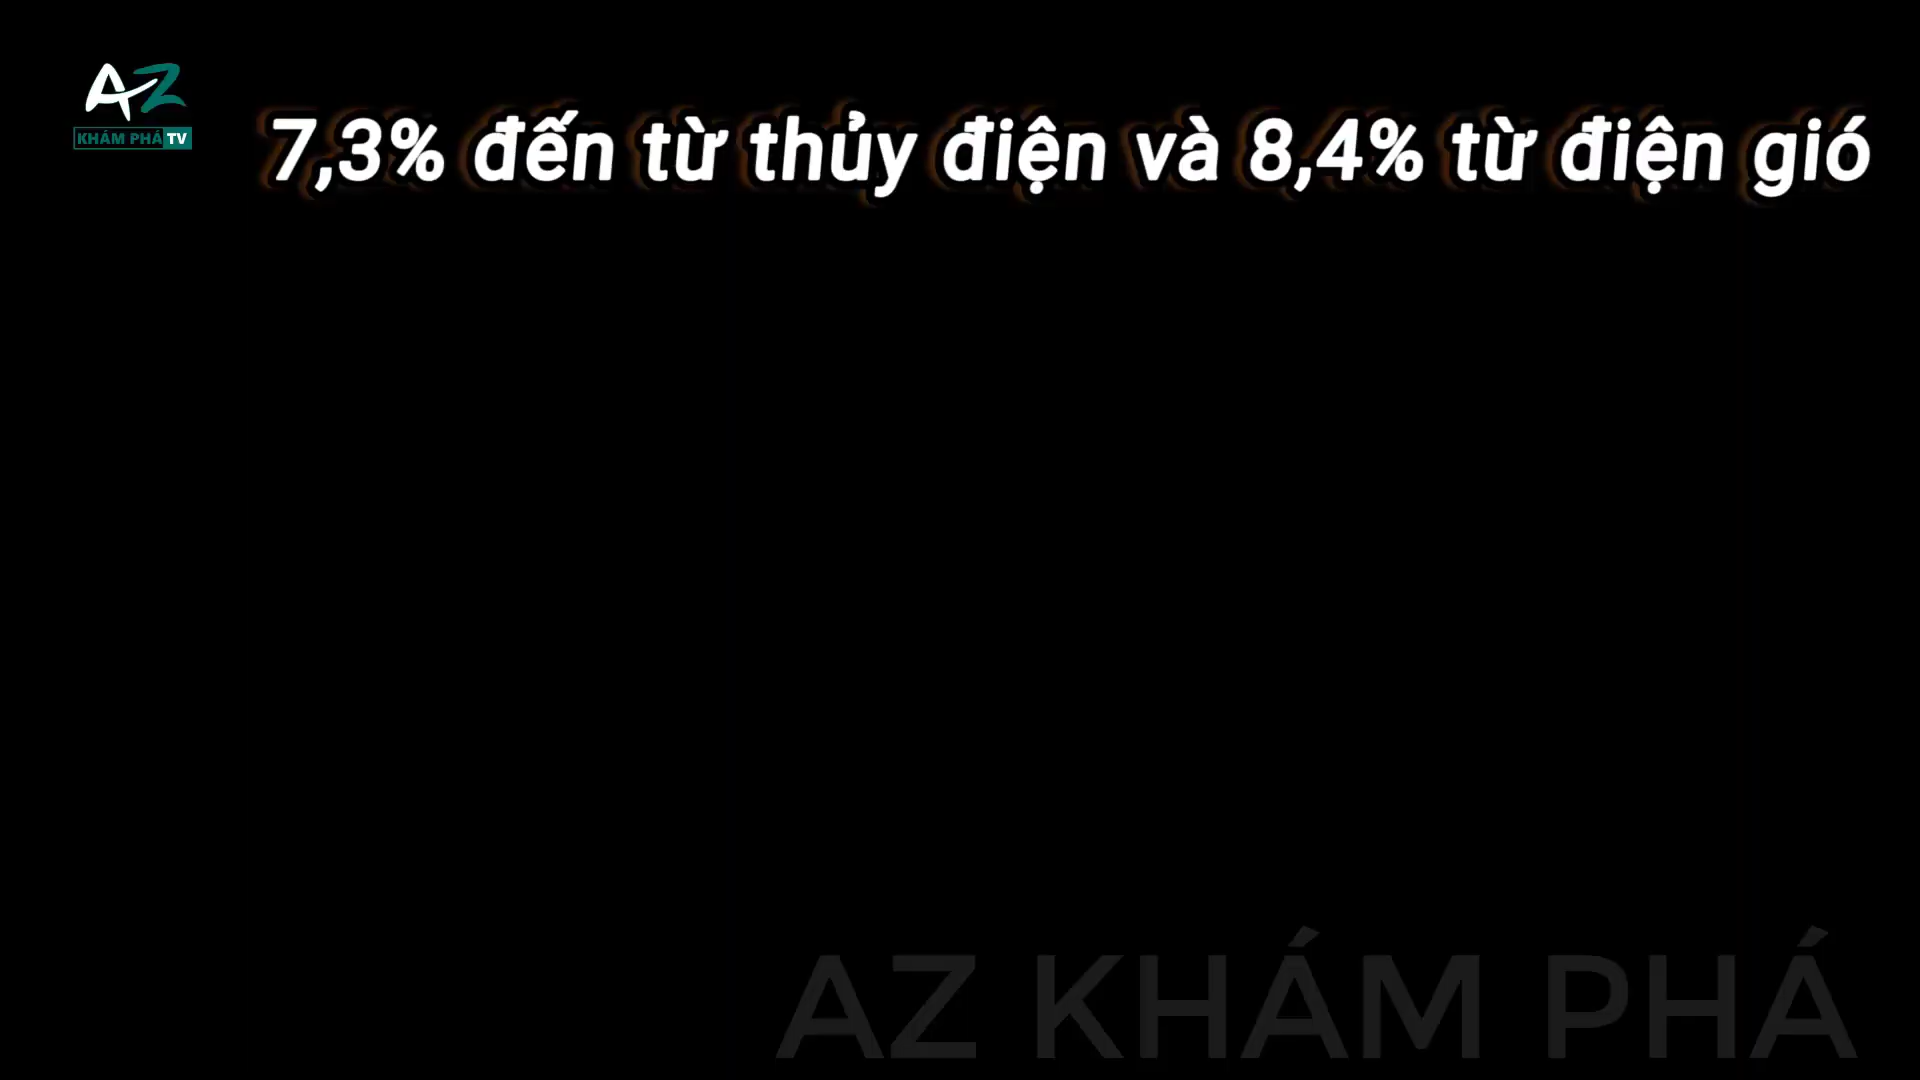 AZ
KHÁM PHÁ TV
7,3% đến từ thủy điện và 8,4% từ điện gió
AZ KHÁM PHÁ